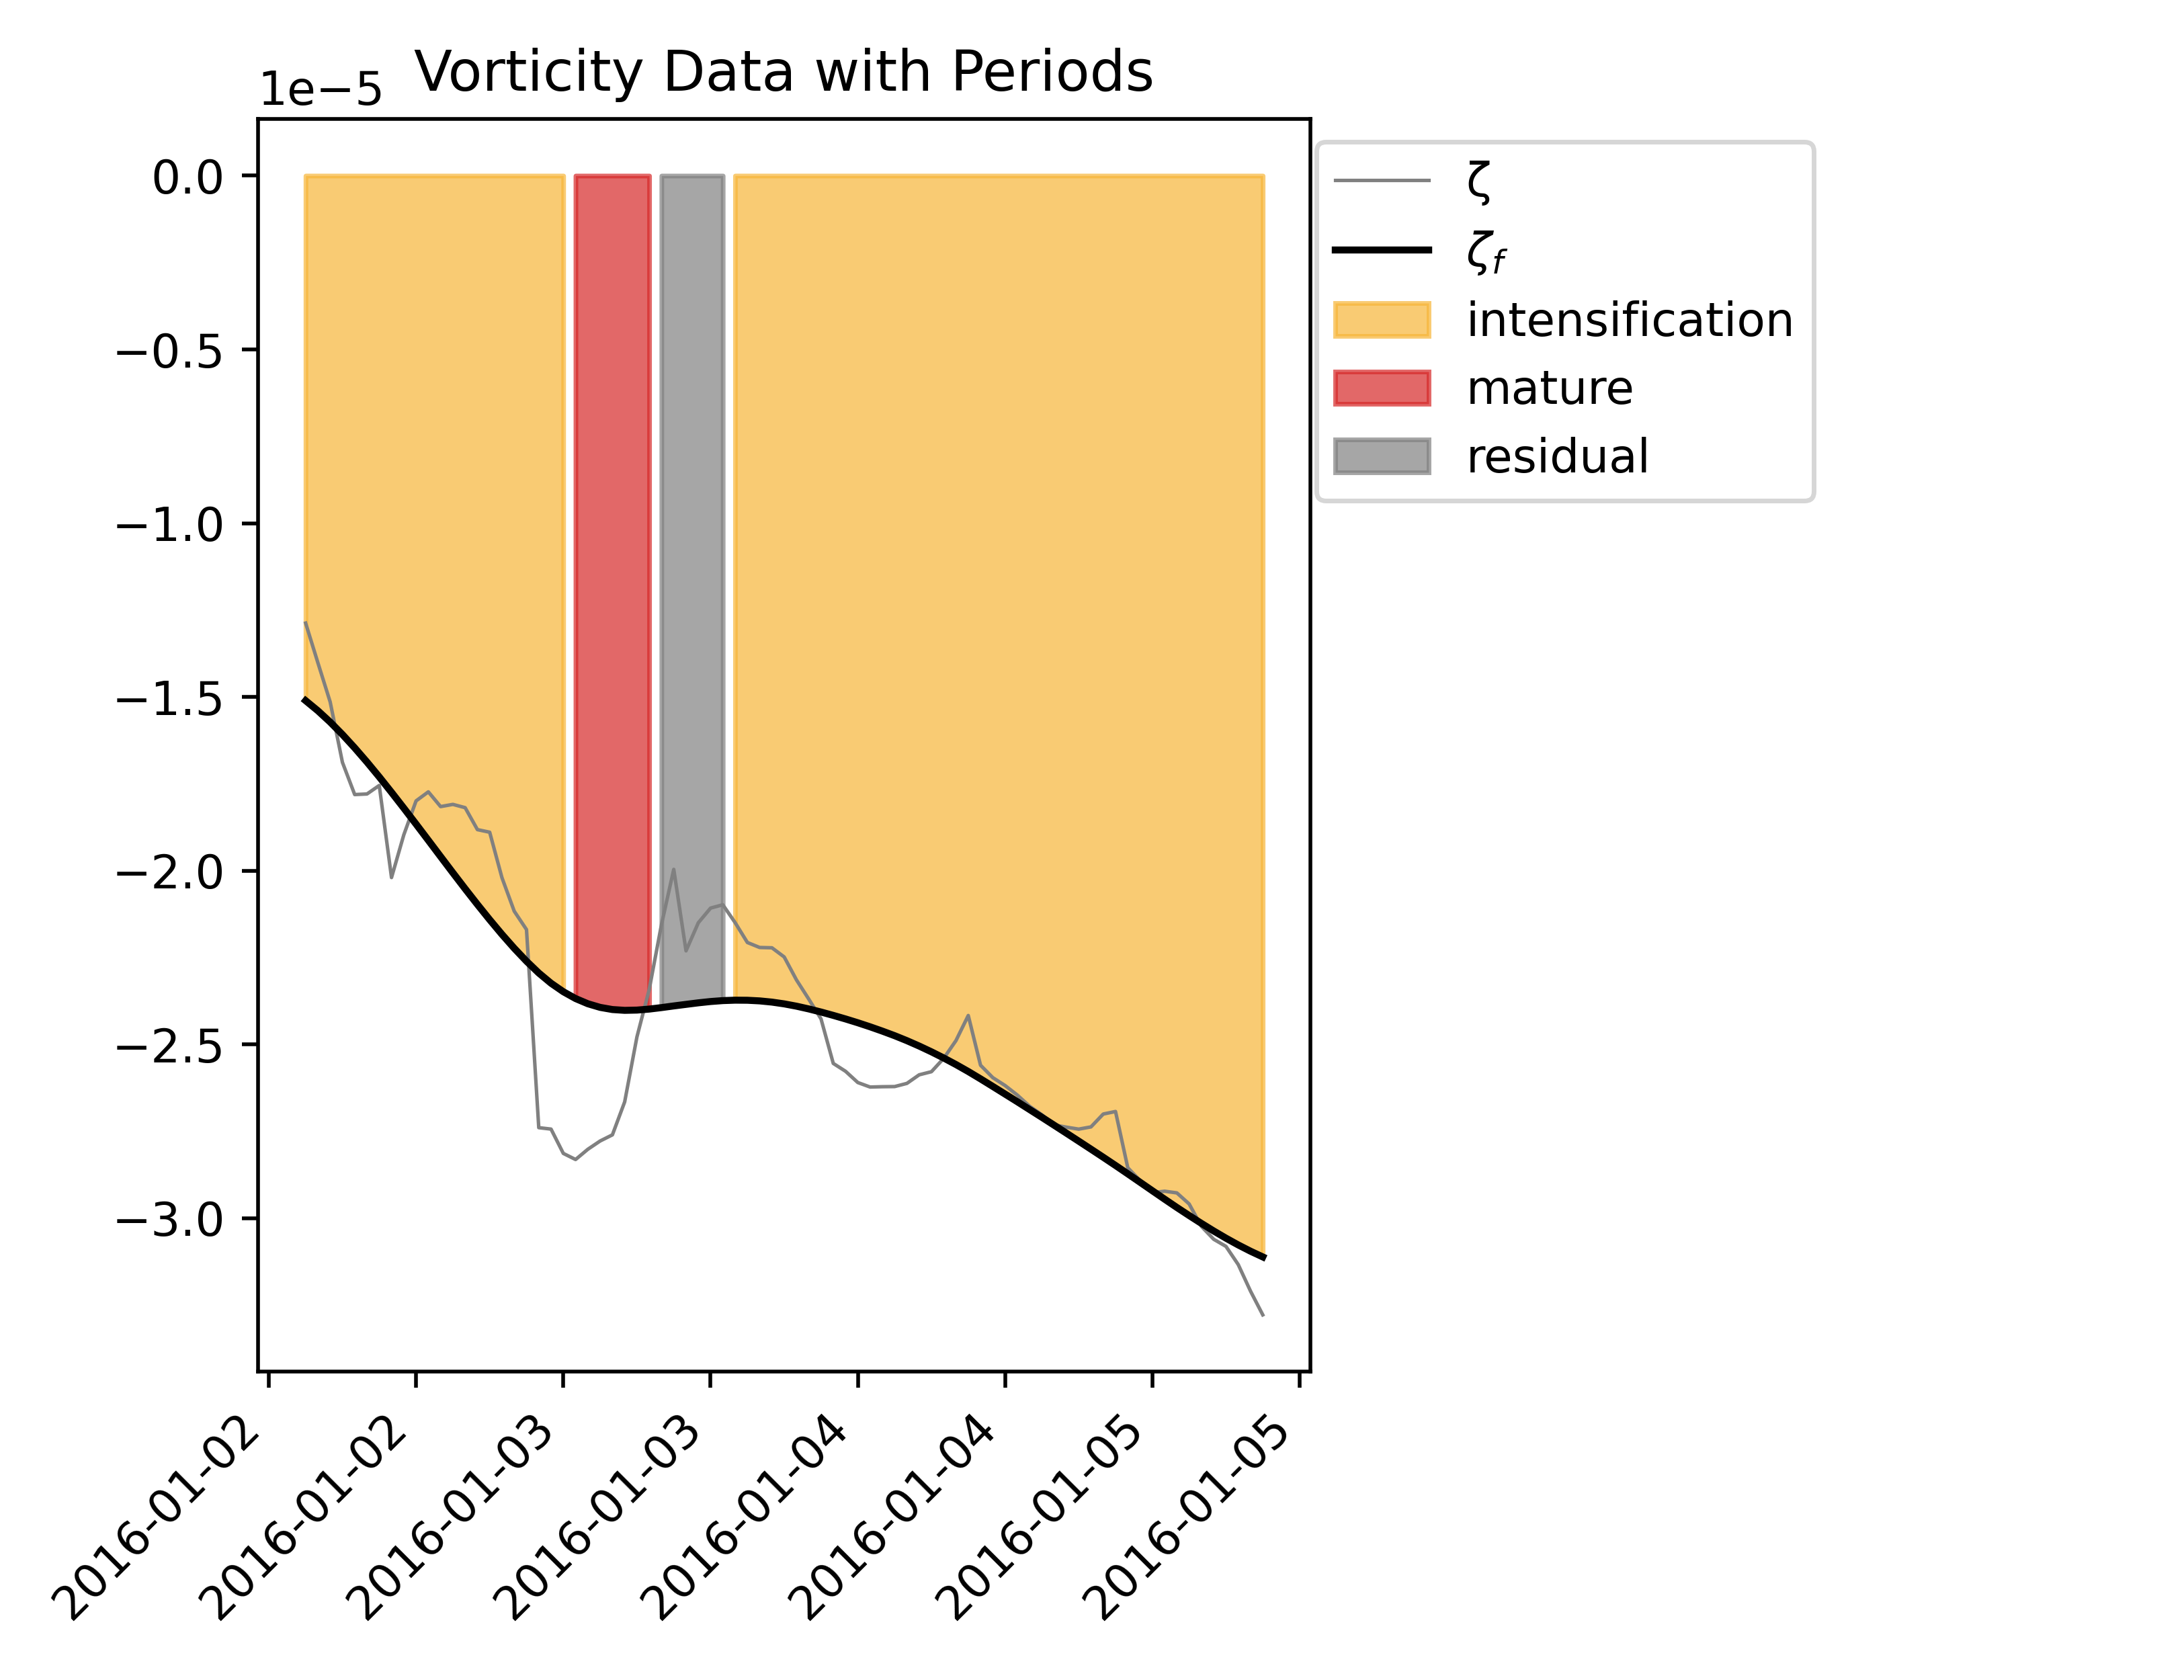 Vorticity Data with Periods
1e−5
0.0
−0.5
−1.0
−1.5
−2.0
−2.5
−3.0
2016-01-02
2016-01-02
2016-01-03
2016-01-03
2016-01-04
2016-01-04
2016-01-05
2016-01-05
ζ
ζf
intensification
mature
residual